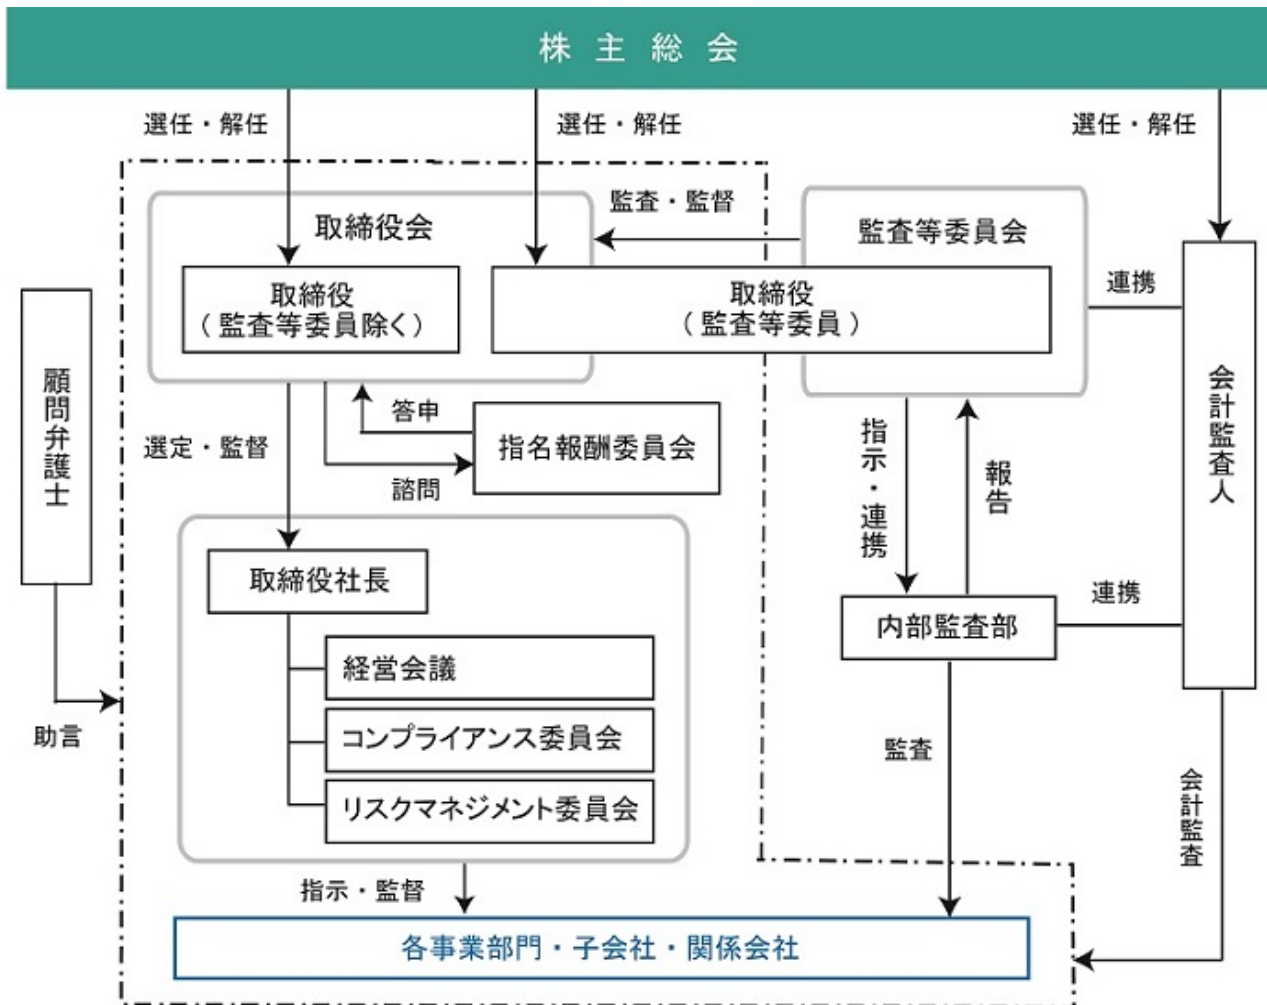 株主総会
選任・解任
選任・解任
選任・解任
監査・監督
取締役会
監査等委員会
取締役
（監査等委員除く）
取締役
（監査等委員）
連携
顧問弁護士
会計監査人
答申
指名報酬委員会
諮問
選定・監督
指示・連携
報告
取締役社長
内部監査部
連携
経営会議
コンプライアンス委員会
リスクマネジメント委員会
助言
監査
会計監査
指示・監督
各事業部門・子会社・関係会社